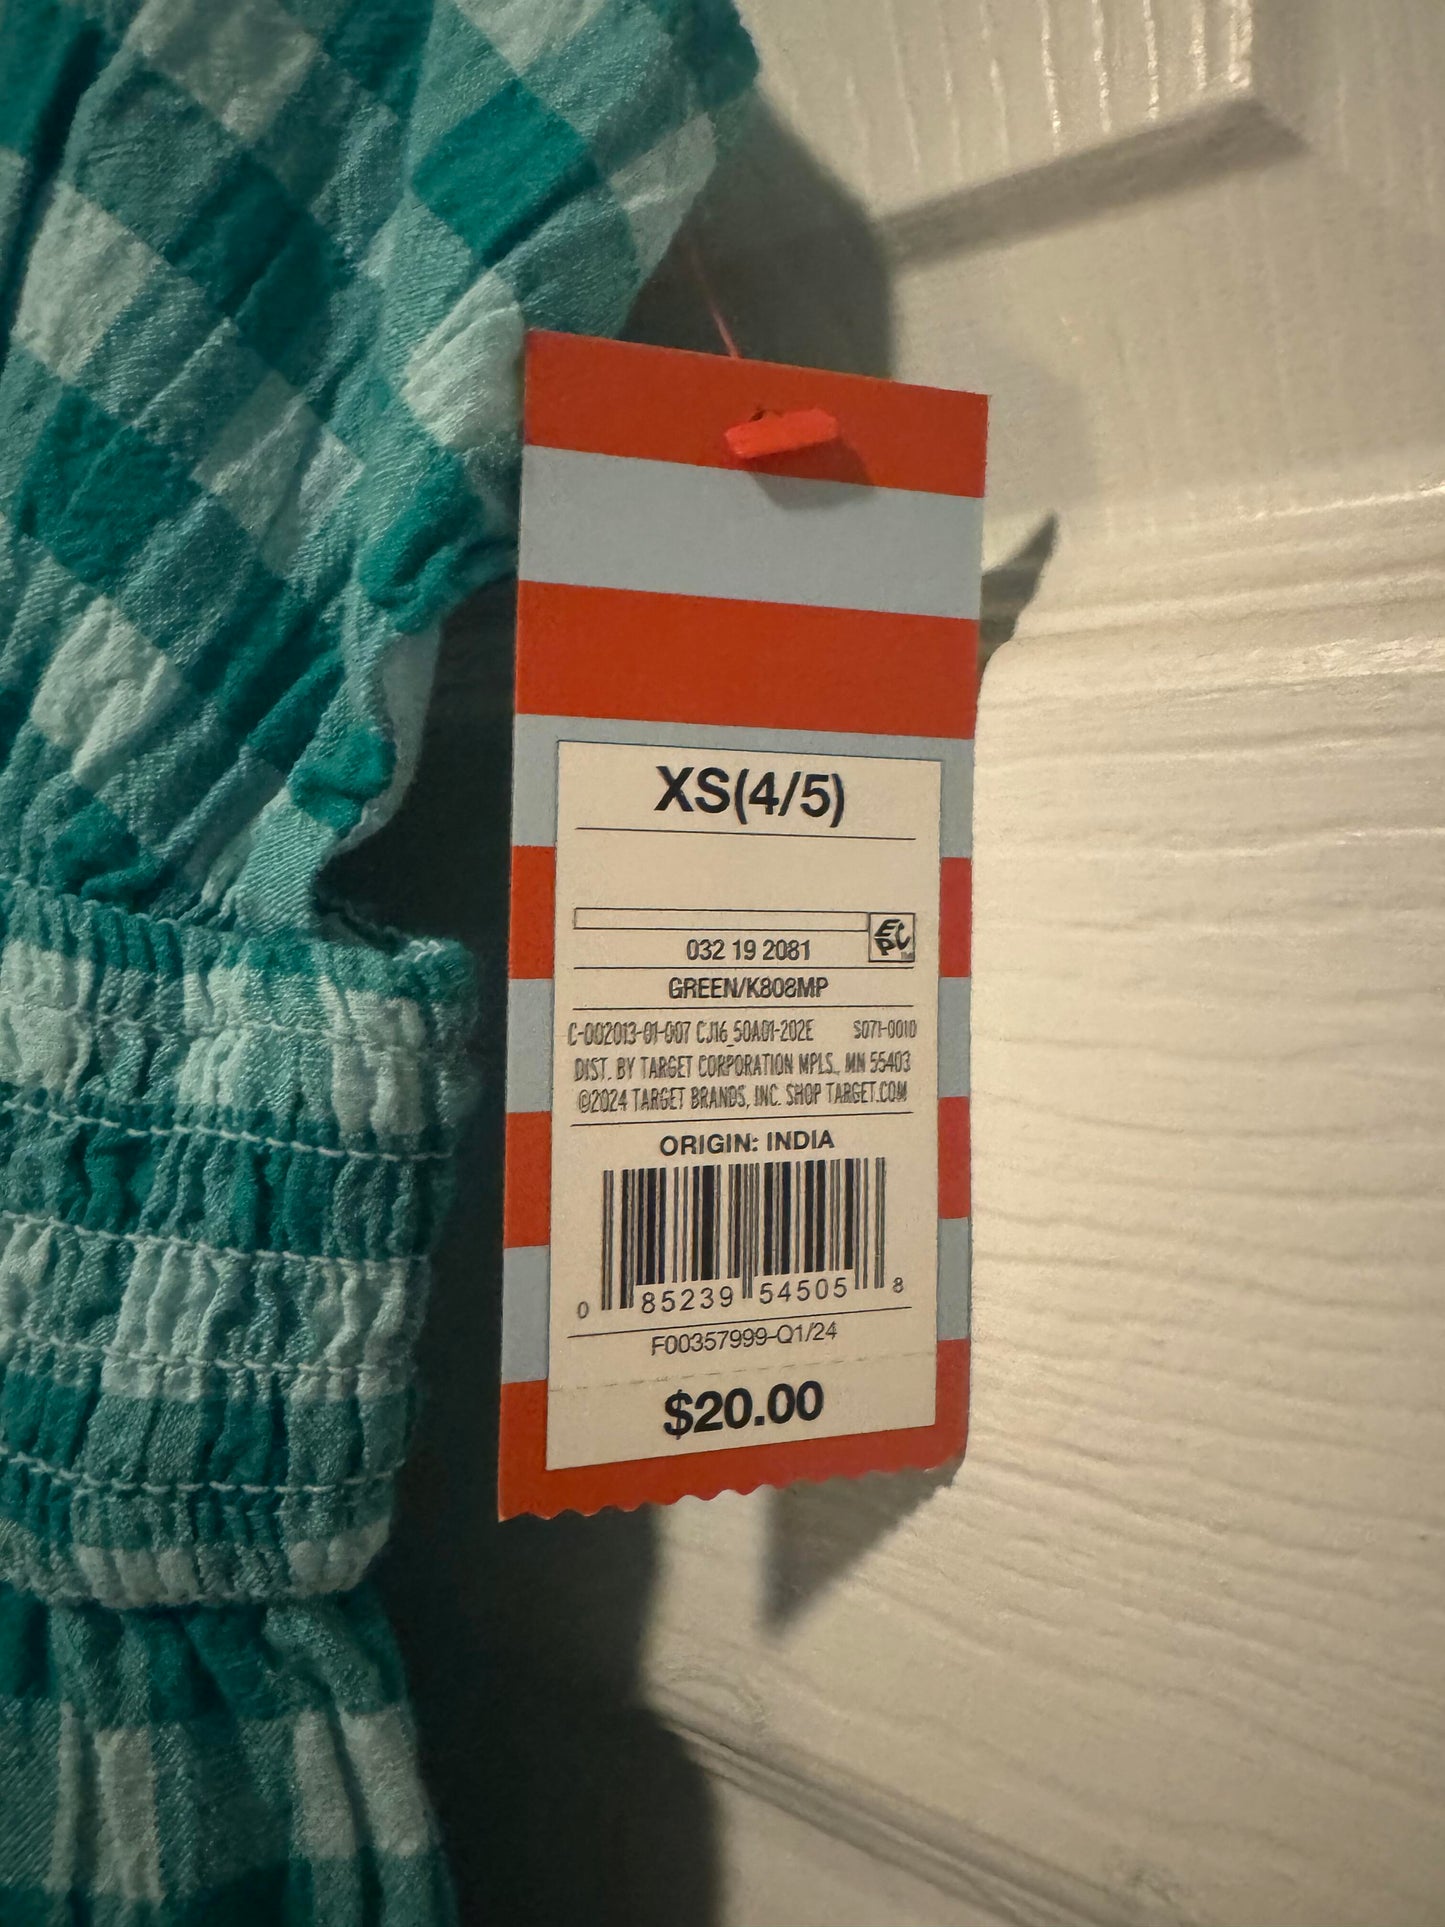 XS(4/5)
EPC
032 19 2081
GREEN/K808MP
C-002013-01-007 CJ16_50A01-202E S071-0010
DIST. BY TARGET CORPORATION MPLS., MN 55403
©2024 TARGET BRANDS, INC. SHOP TARGET.COM
ORIGIN: INDIA
0 85239 54505 8
F00357999-Q1/24
$20.00